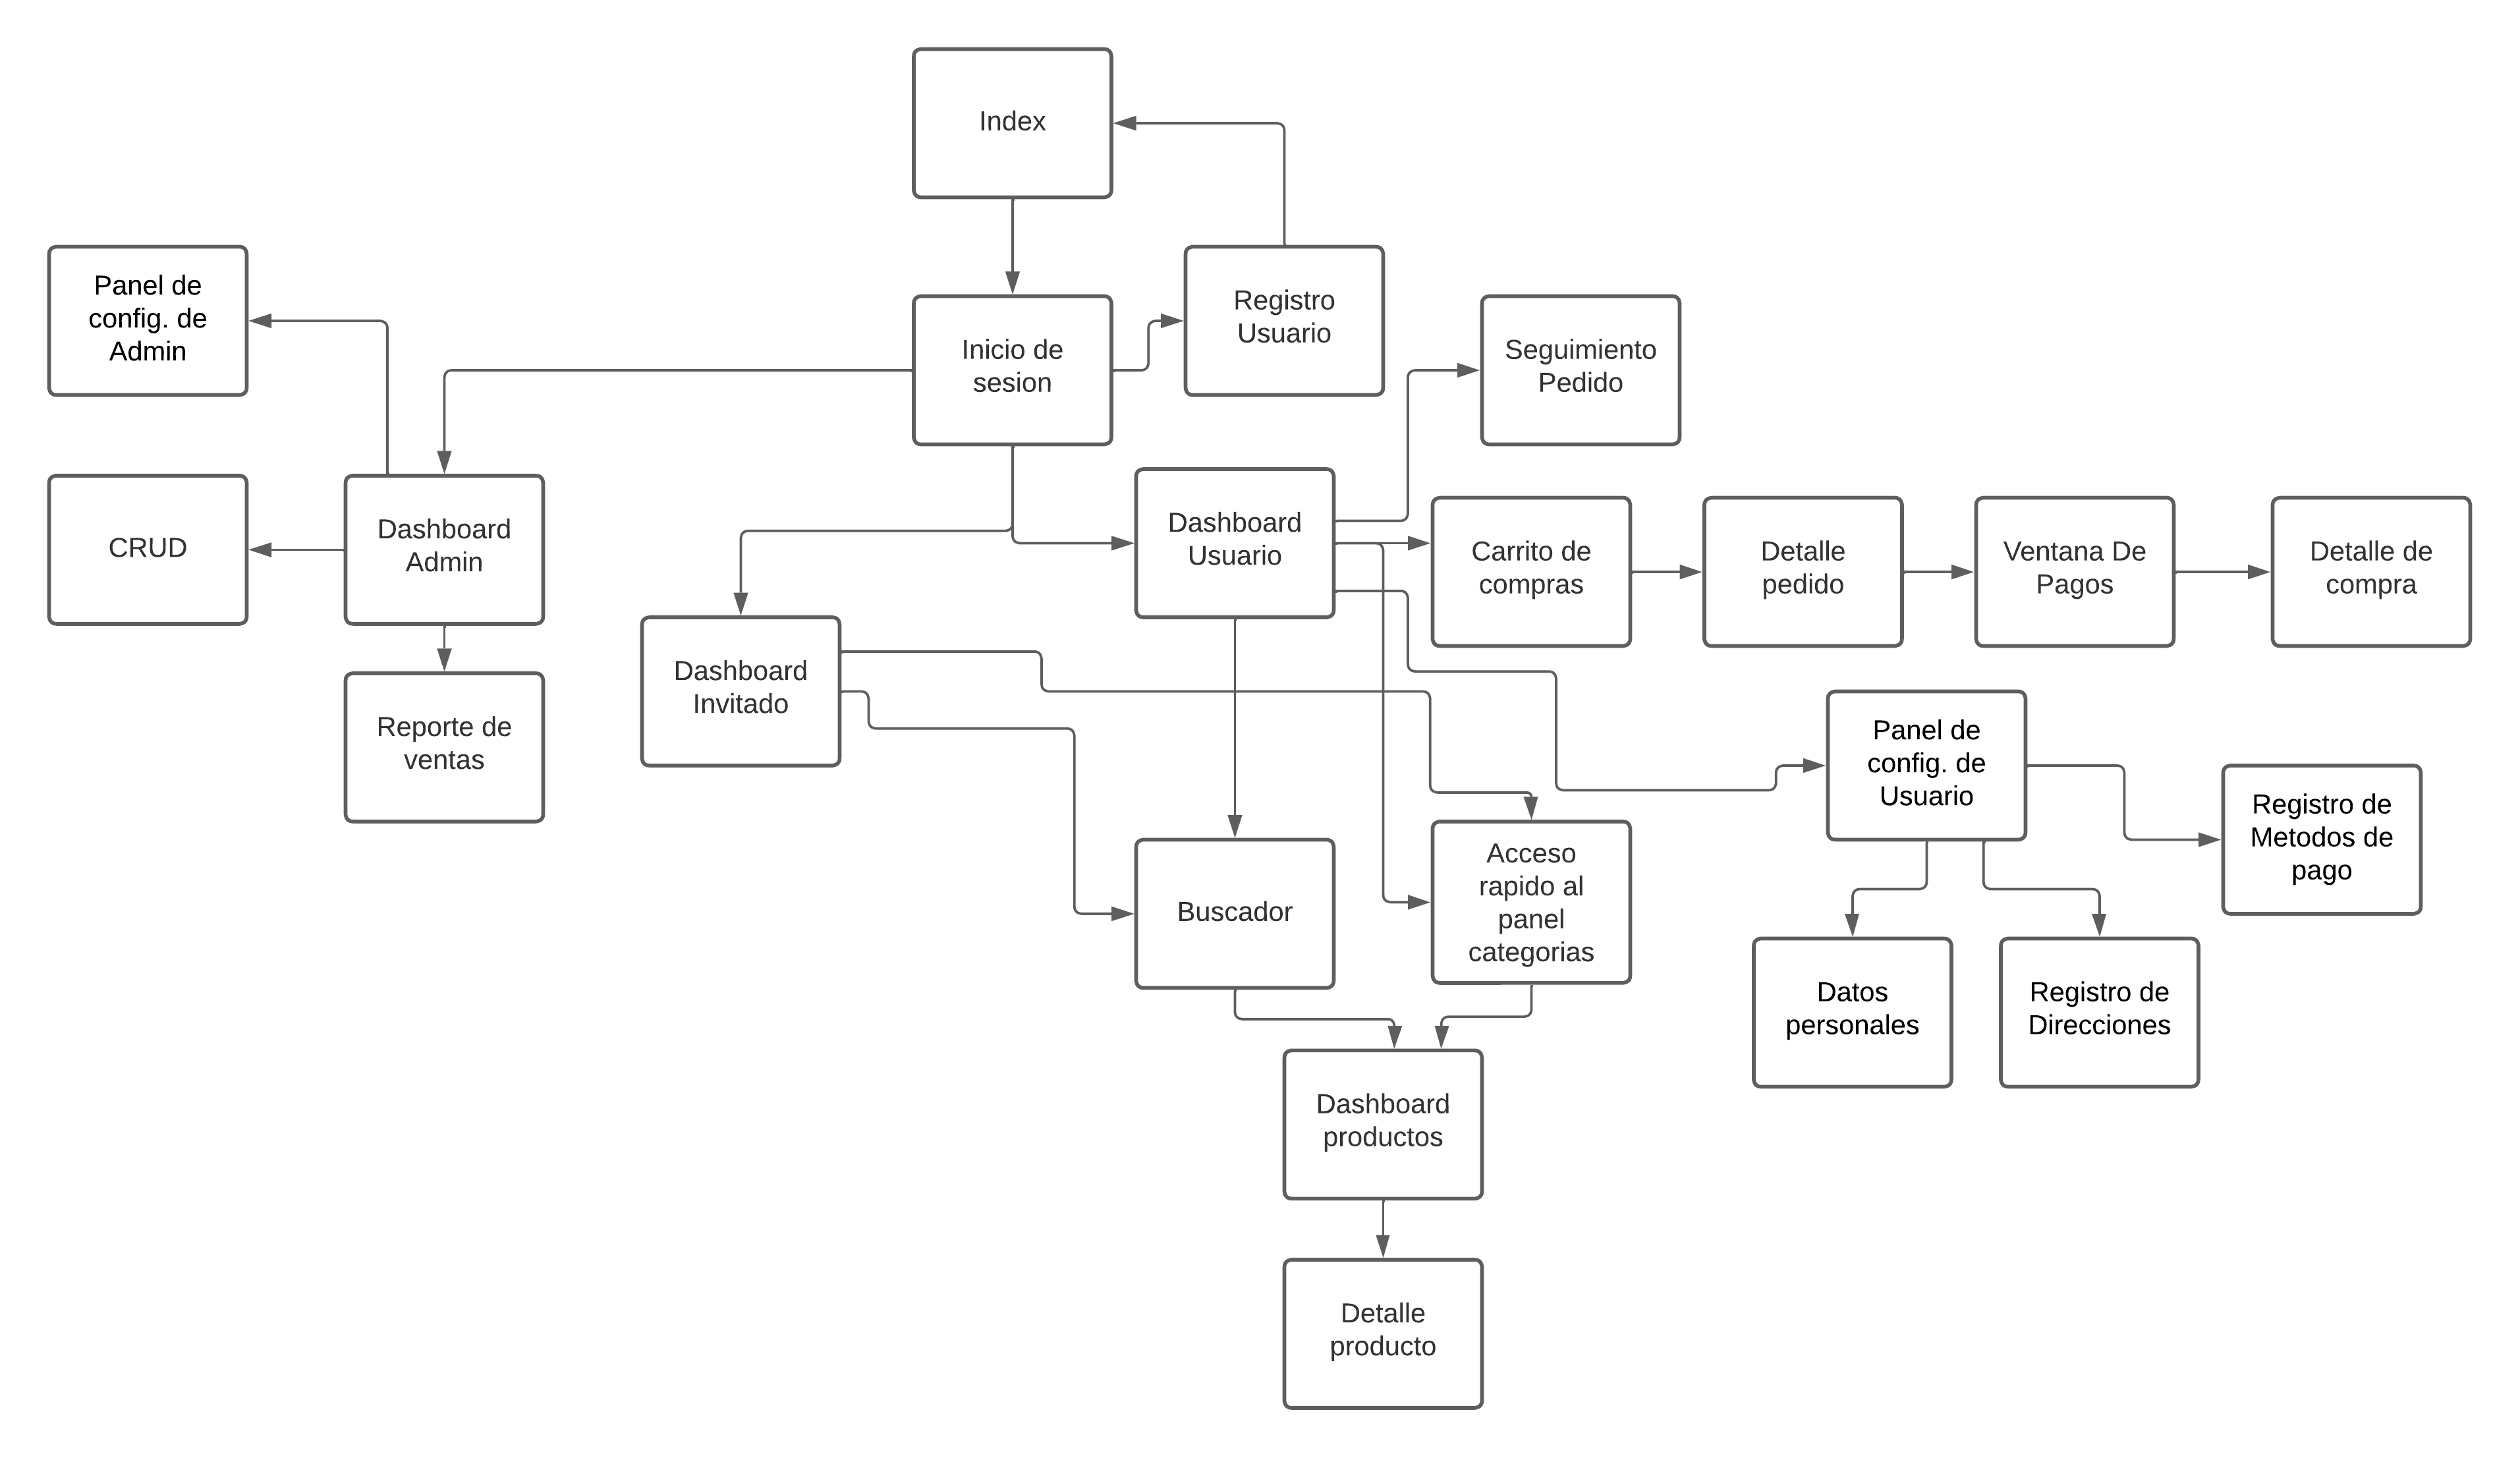 Index
Panel de
config. de
Admin
Registro
Usuario
Inicio de
sesion
Seguimiento
Pedido
CRUD
Dashboard
Admin
Dashboard
Usuario
Carrito de
compras
Detalle
pedido
Ventana De
Pagos
Detalle de
compra
Dashboard
Invitado
Reporte de
ventas
Panel de
config. de
Usuario
Registro de
Metodos de
pago
Buscador
Acceso
rapido al
panel
categorias
Datos
personales
Registro de
Direcciones
Dashboard
productos
Detalle
producto